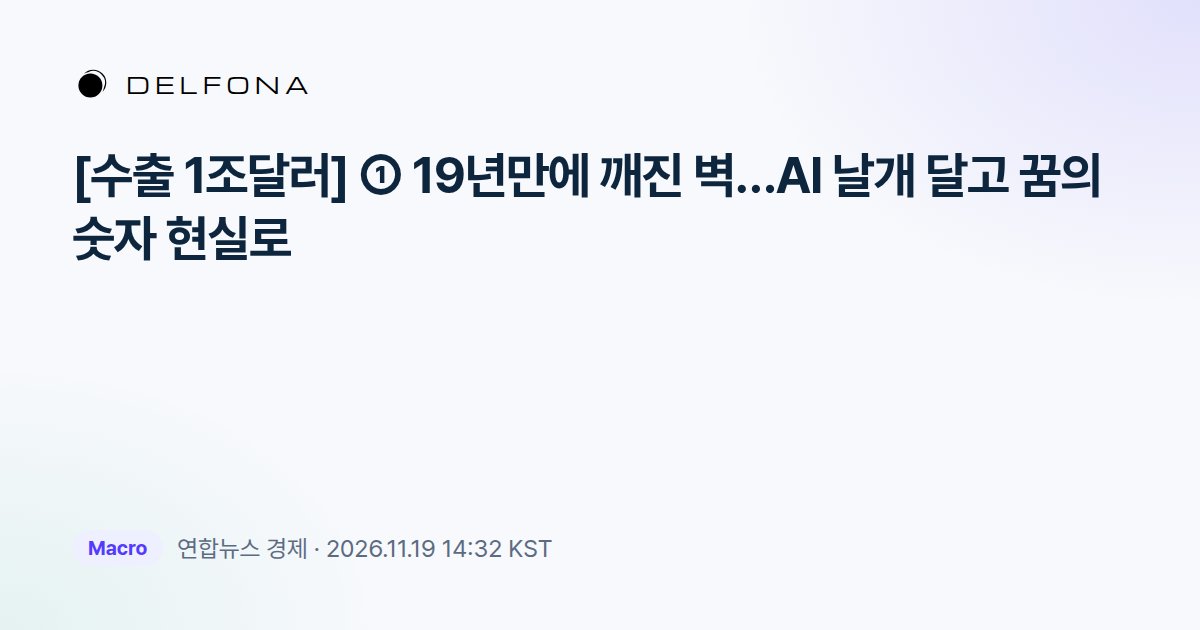 DELFONA
[수출 1조달러] ① 19년만에 깨진 벽…AI 날개 달고 꿈의
숫자 현실로
Macro 연합뉴스 경제 · 2026.11.19 14:32 KST